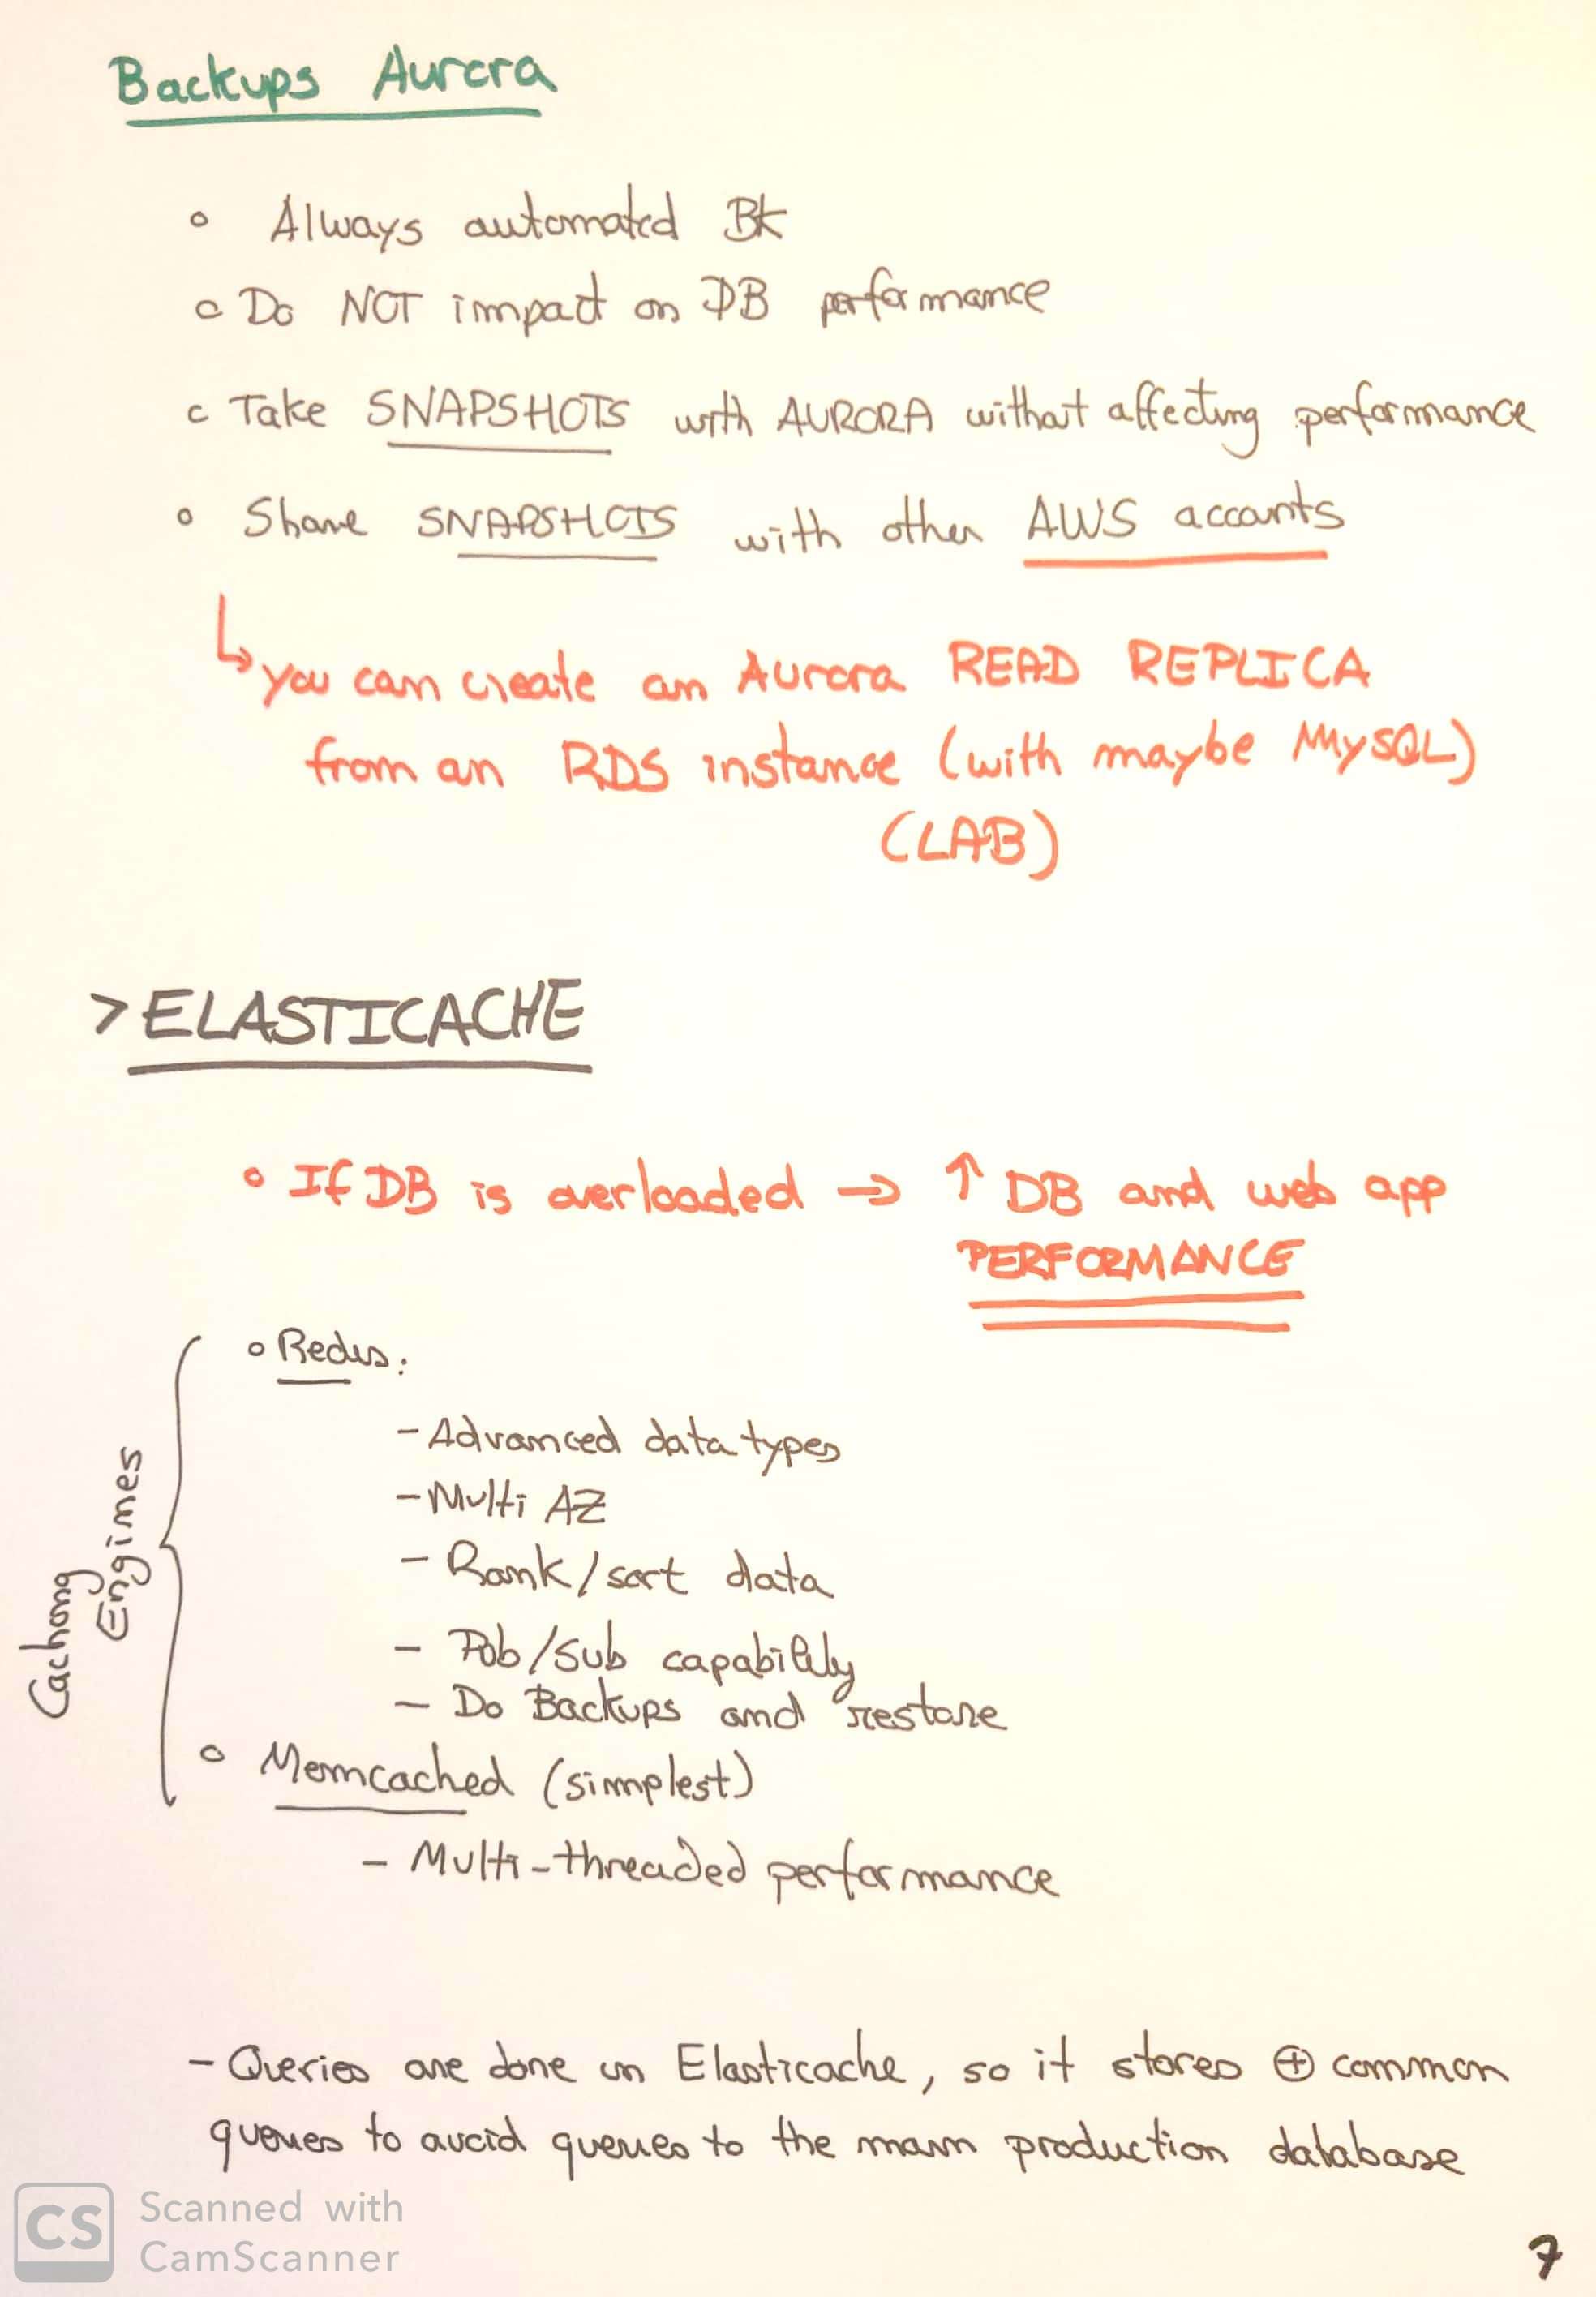 Backups Aurora
o Always automated BK
o Do NOT impact on DB performance
o Take SNAPSHOTS with AURORA without affecting performance
o Share SNAPSHOTS with other AWS accounts
↳ you can create an Aurora READ REPLICA
from an RDS instance (with maybe MySQL)
(LAB)
> ELASTICACHE
o If DB is overloaded → ↑ DB and web app
PERFORMANCE
Caching
Engines
o Redis:
- Advanced data types
- Multi AZ
- Rank/sort data
- Pub/Sub capability
- Do Backups and restore
o Memcached (simplest)
- Multi-threaded performance
- Queries are done in Elasticache, so it stores ⊕ common
queries to avoid queries to the main production database
CS Scanned with
CamScanner
7